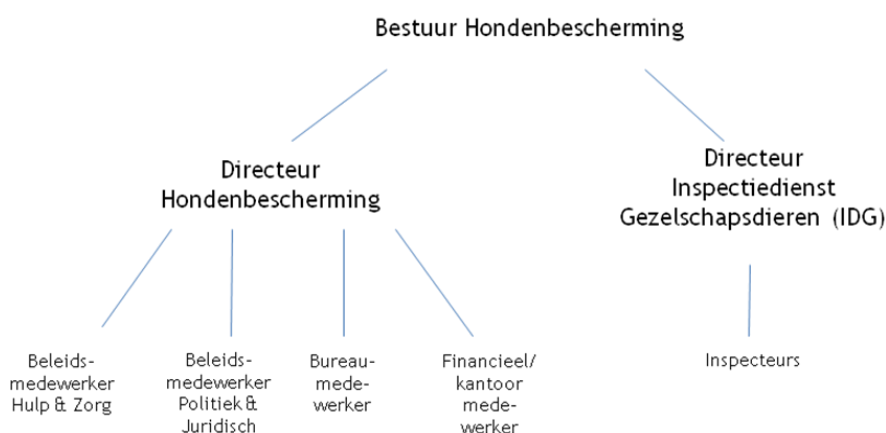 Bestuur Hondenbescherming
Directeur
Hondenbescherming
Directeur
Inspectiedienst
Gezelschapsdieren (IDG)
Beleids-
medewerker
Hulp & Zorg
Beleids-
medewerker
Politiek &
Juridisch
Bureau-
mede-
werker
Financieel/
kantoor
mede-
werker
Inspecteurs